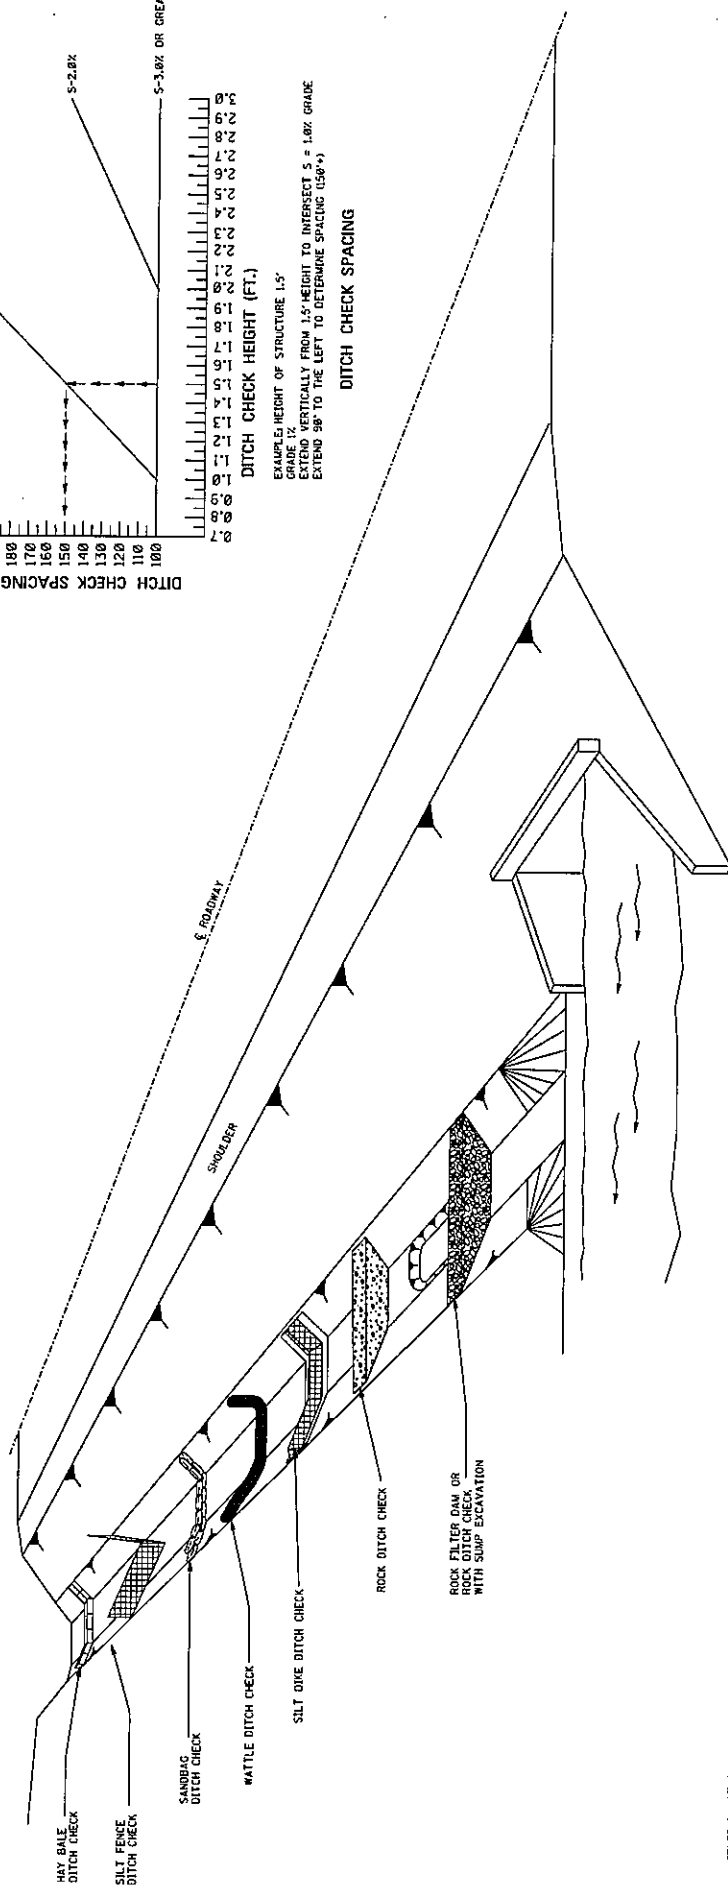 DITCH CHECK SPACING
180
170
160
150
140
130
120
110
100
S-2.0%
S-3.0% OR GREA
0.7
0.8
0.9
1.0
1.1
1.2
1.3
1.4
1.5
1.6
1.7
1.8
1.9
2.0
2.1
2.2
2.3
2.4
2.5
2.6
2.7
2.8
2.9
3.0
DITCH CHECK HEIGHT (FT.)
EXAMPLE: HEIGHT OF STRUCTURE 1.5'
GRADE 1%
EXTEND VERTICALLY FROM 1.5' HEIGHT TO INTERSECT S = 1.0% GRADE
EXTEND 90° TO THE LEFT TO DETERMINE SPACING (150'±)
DITCH CHECK SPACING
℄ ROADWAY
SHOULDER
HAY BALE
DITCH CHECK
SILT FENCE
DITCH CHECK
SANDBAG
DITCH CHECK
WATTLE DITCH CHECK
SILT DIKE DITCH CHECK
ROCK DITCH CHECK
ROCK FILTER DAM OR
ROCK DITCH CHECK
WITH SUMP EXCAVATION